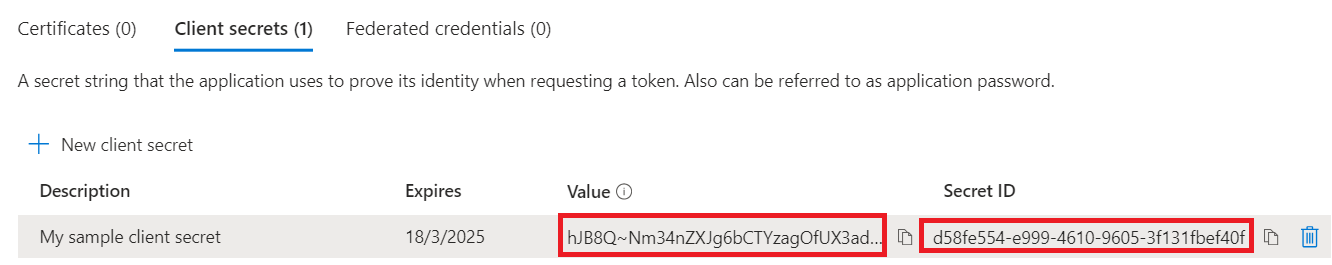 Certificates (0) Client secrets (1) Federated credentials (0)
A secret string that the application uses to prove its identity when requesting a token. Also can be referred to as application password.
New client secret
Description Expires Value Secret ID
My sample client secret 18/3/2025 hJB8Q~Nm34nZXJg6bCTYzagOfUX3ad... d58fe554-e999-4610-9605-3f131fbef40f